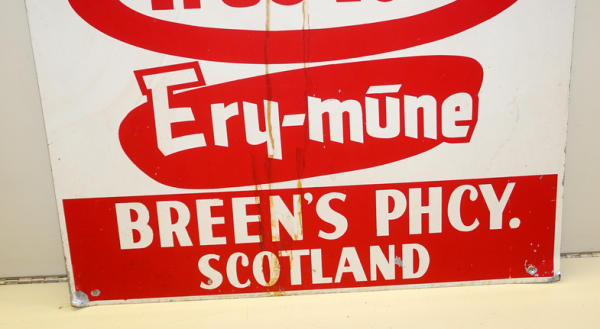 Ery-mūne
BREEN'S PHCY.
SCOTLAND